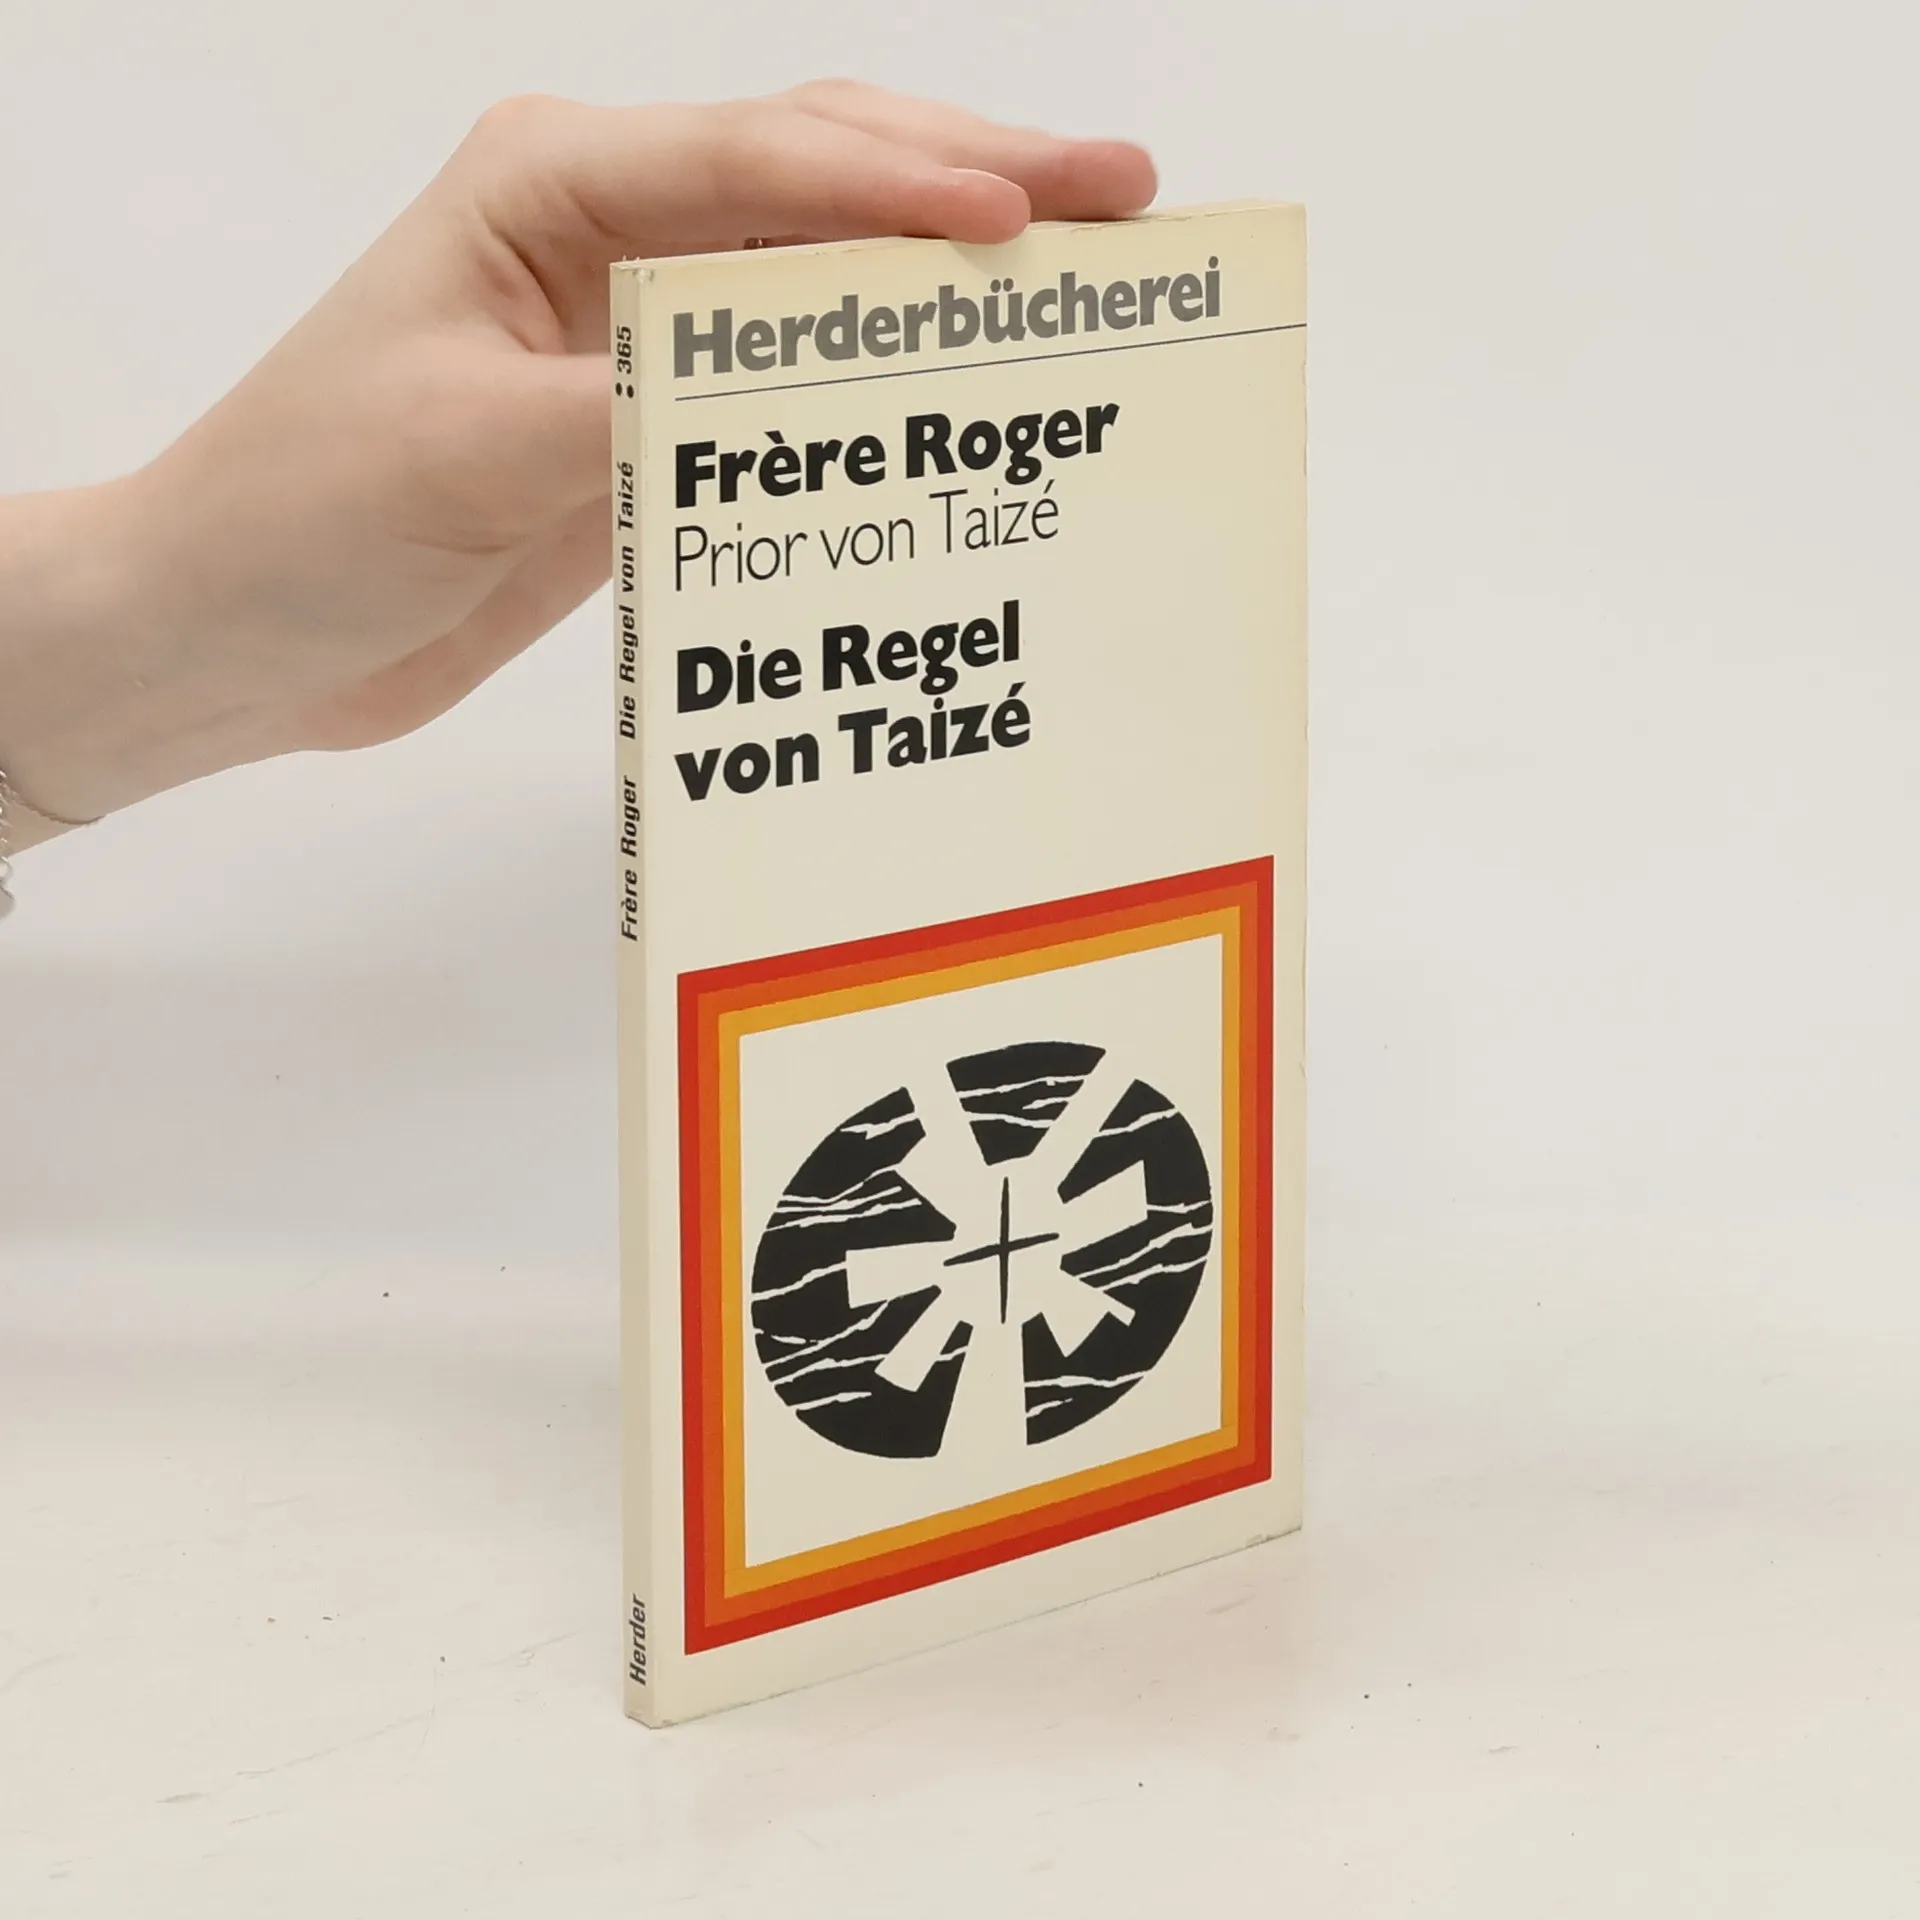 Herderbücherei
Frère Roger
Prior von Taizé
Die Regel
von Taizé
Frère Roger Die Regel von Taizé : 365
Herder